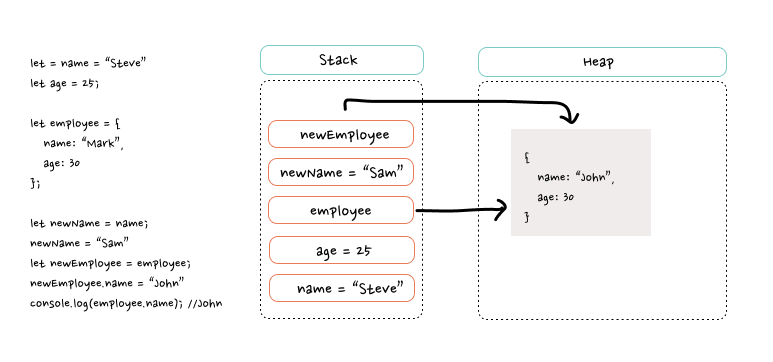 let = name = “Steve”
let age = 25;
let employee = {
name: “Mark”,
age: 30
};
let newName = name;
newName = “Sam”
let newEmployee = employee;
newEmployee.name = “John”
console.log(employee.name); //John
Stack
newEmployee
newName = “Sam”
employee
age = 25
name = “Steve”
Heap
{
name: “John”,
age: 30
}